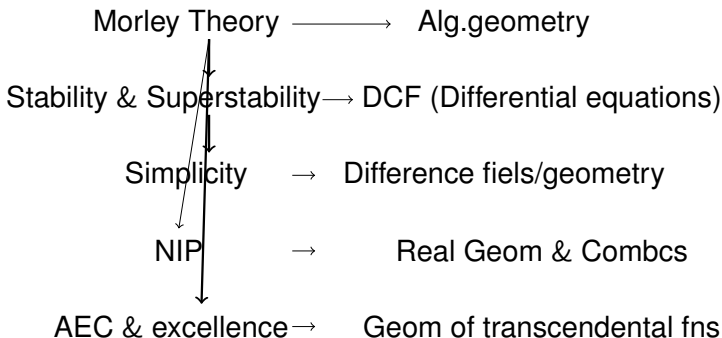 Morley Theory → Alg.geometry
Stability & Superstability → DCF (Differential equations)
Simplicity → Difference fiels/geometry
NIP → Real Geom & Combcs
AEC & excellence → Geom of transcendental fns